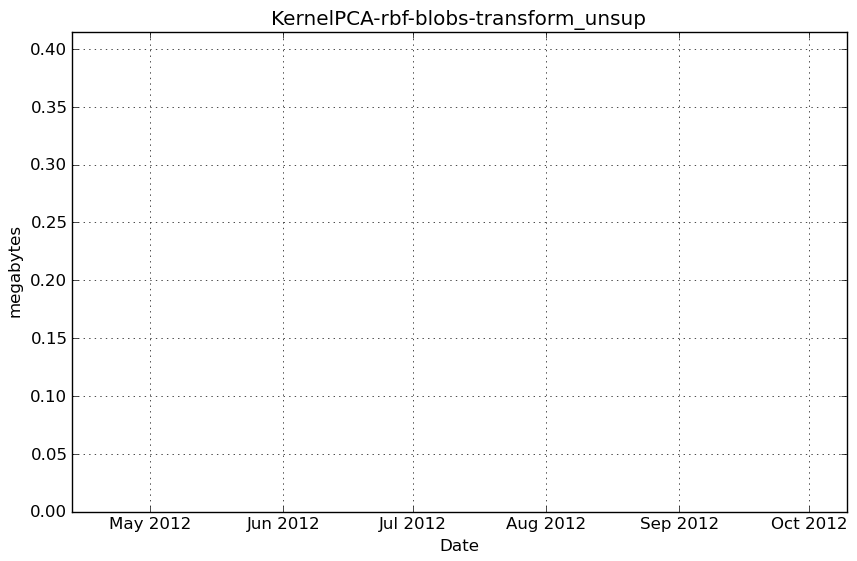 KernelPCA-rbf-blobs-transform_unsup
0.40
0.35
0.30
0.25
0.20
0.15
0.10
0.05
0.00
megabytes
May 2012 Jun 2012 Jul 2012 Aug 2012 Sep 2012 Oct 2012
Date